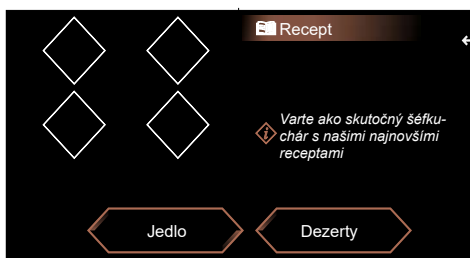 Recept
Varte ako skutočný šéfku-
chár s našimi najnovšími
receptami
Jedlo
Dezerty